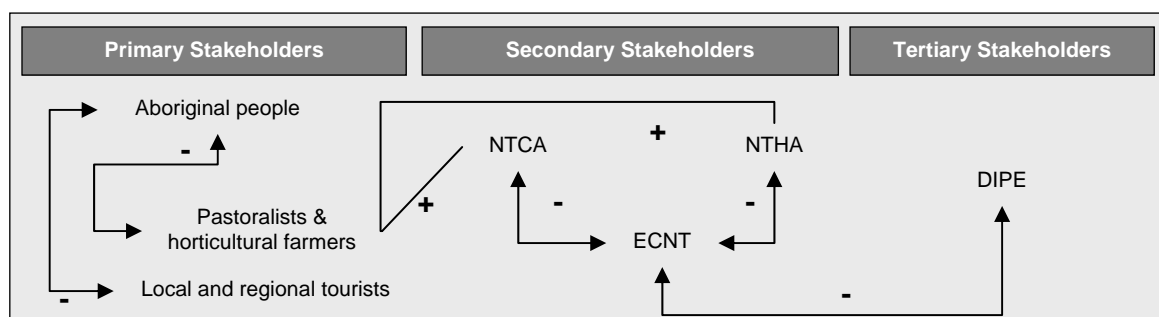 Primary Stakeholders
Secondary Stakeholders
Tertiary Stakeholders
Aboriginal people
-
+
NTCA
NTHA
DIPE
Pastoralists &
horticultural farmers
+
-
-
ECNT
Local and regional tourists
-
-